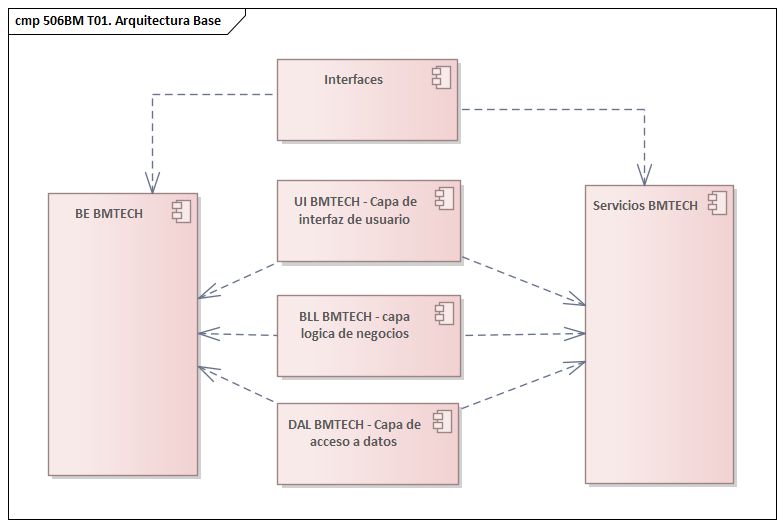 cmp 506BM T01. Arquitectura Base
Interfaces
BE BMTECH
UI BMTECH - Capa de
interfaz de usuario
Servicios BMTECH
BLL BMTECH - capa
logica de negocios
DAL BMTECH - Capa de
acceso a datos